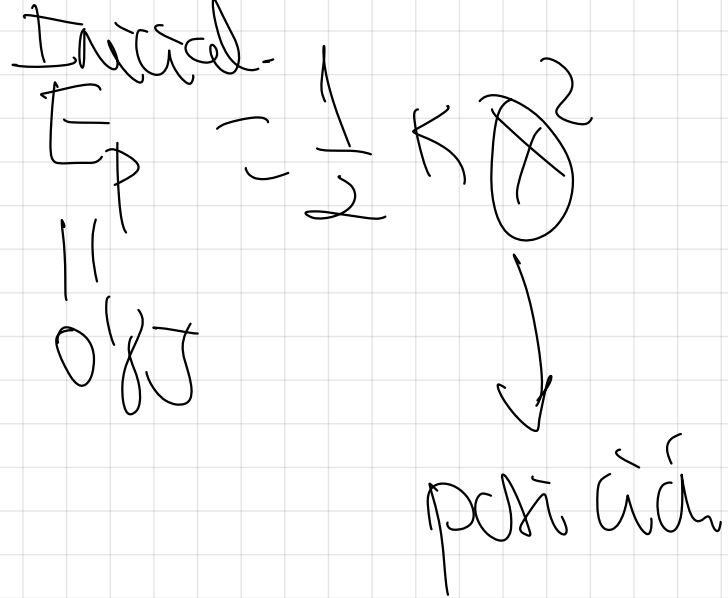 Inicial
Ep = 1/2 K x²
||
0'8J
posición